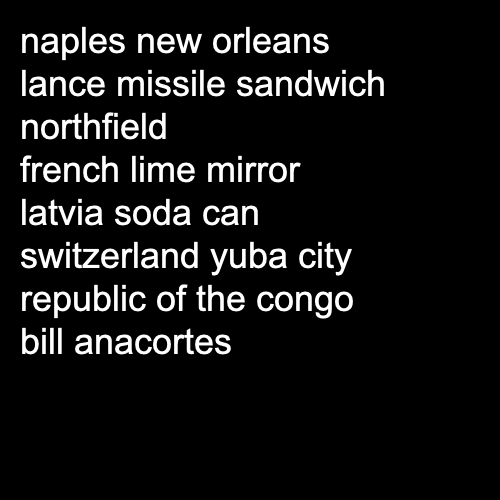 naples new orleans
lance missile sandwich
northfield
french lime mirror
latvia soda can
switzerland yuba city
republic of the congo
bill anacortes